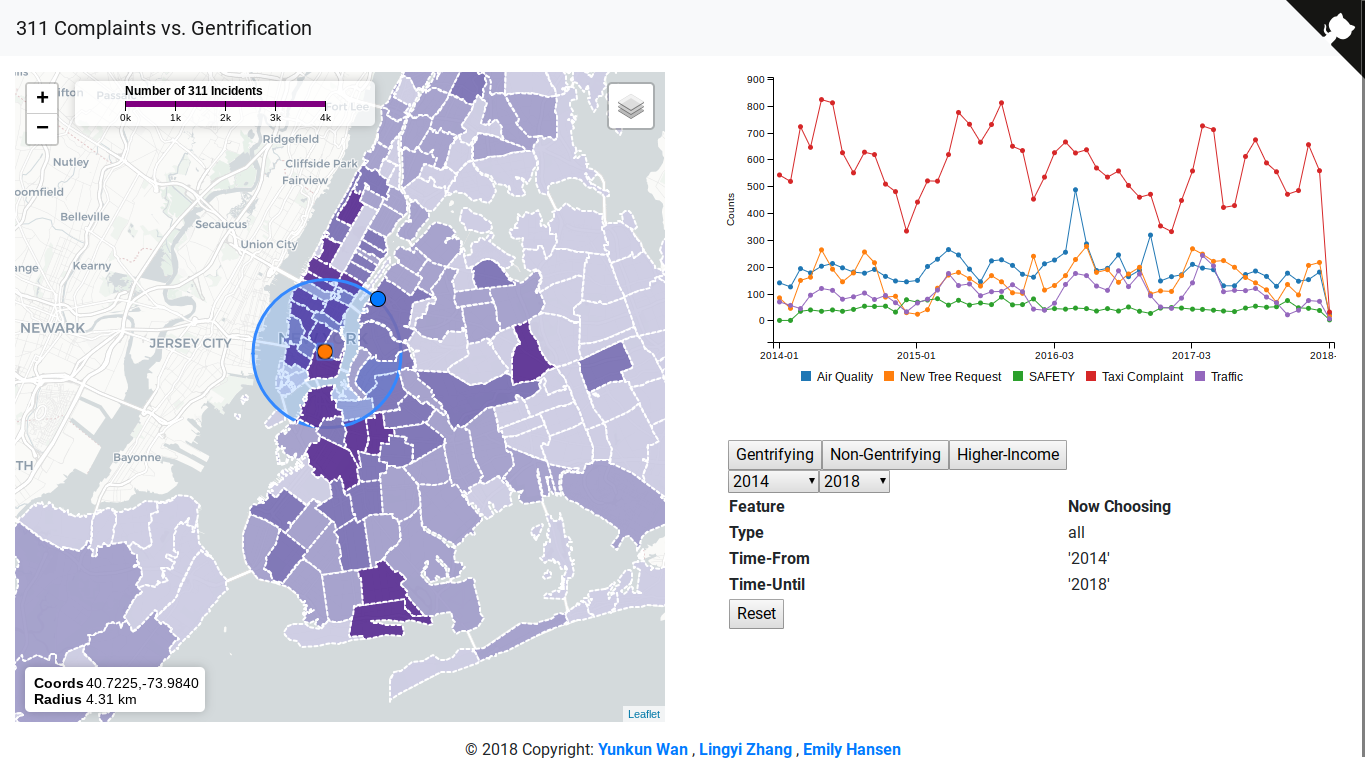 311 Complaints vs. Gentrification
+
−
Number of 311 Incidents
0k 1k 2k 3k 4k
Fort Lee
Ridgefield
Cliffside Park
Fairview
Nutley
oomfield
Belleville
Secaucus
Union City
ange
Kearny
NEWARK
JERSEY CITY
Bayonne
TH
Coords 40.7225,-73.9840
Radius 4.31 km
Leaflet
Counts
900
800
700
600
500
400
300
200
100
0
2014-01 2015-01 2016-03 2017-03 2018-
Air Quality New Tree Request SAFETY Taxi Complaint Traffic
Gentrifying Non-Gentrifying Higher-Income
2014 2018
Feature Now Choosing
Type all
Time-From '2014'
Time-Until '2018'
Reset
© 2018 Copyright: Yunkun Wan , Lingyi Zhang , Emily Hansen